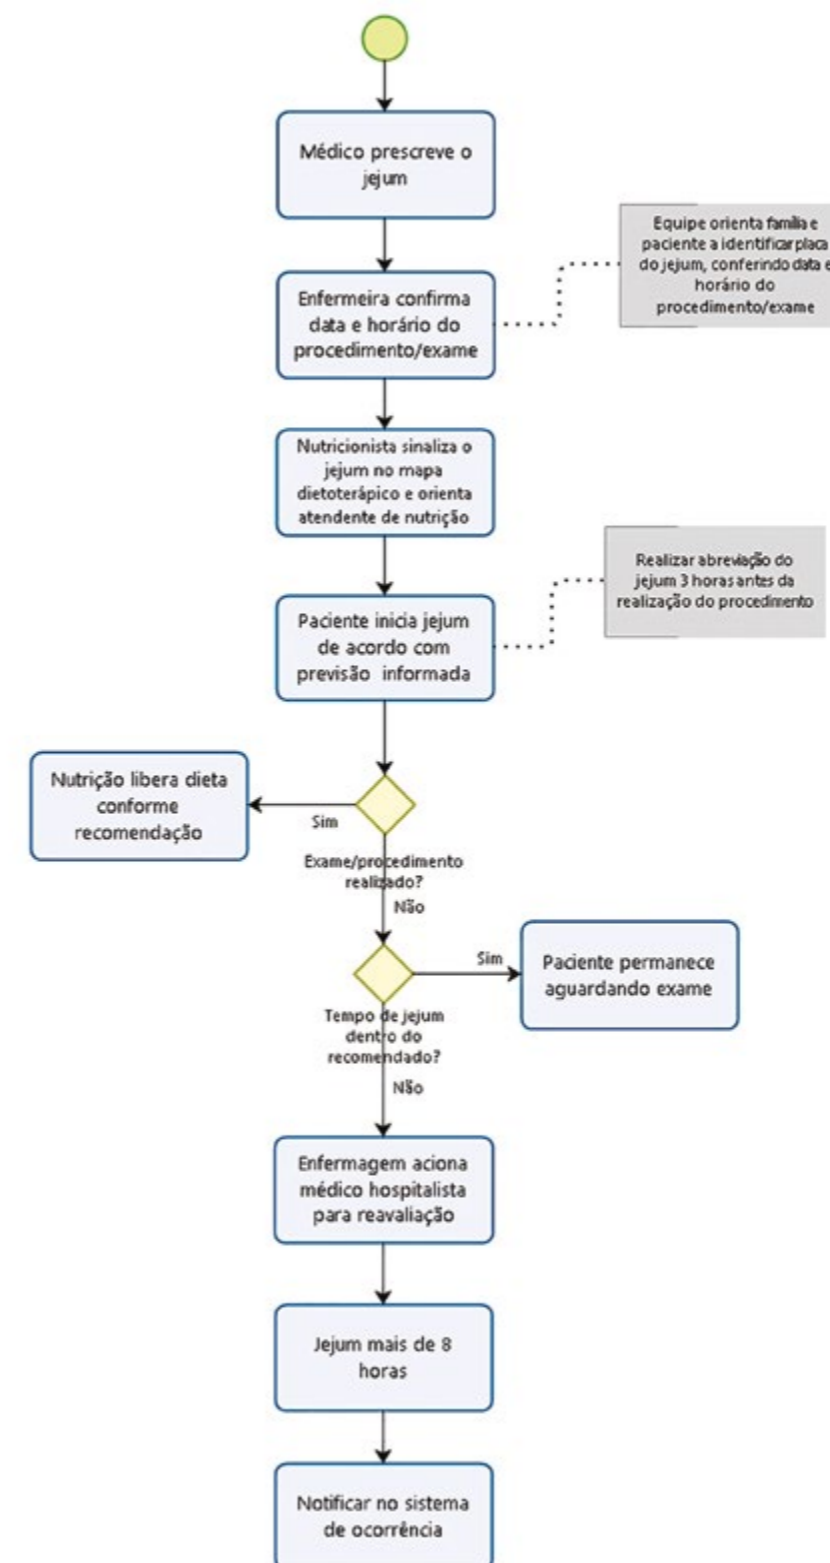 Médico prescreve o
jejum
Equipe orienta família e
paciente a identificar placa
do jejum, conferindo data e
horário do
procedimento/exame
Enfermeira confirma
data e horário do
procedimento/exame
Nutricionista sinaliza o
jejum no mapa
dietoterápico e orienta
atendente de nutrição
Realizar abreviação do
jejum 3 horas antes da
realização do procedimento
Paciente inicia jejum
de acordo com
previsão informada
Nutrição libera dieta
conforme
recomendação
Sim
Exame/procedimento
realizado?
Não
Sim
Paciente permanece
aguardando exame
Tempo de jejum
dentro do
recomendado?
Não
Enfermagem aciona
médico hospitalista
para reavaliação
Jejum mais de 8
horas
Notificar no sistema
de ocorrência